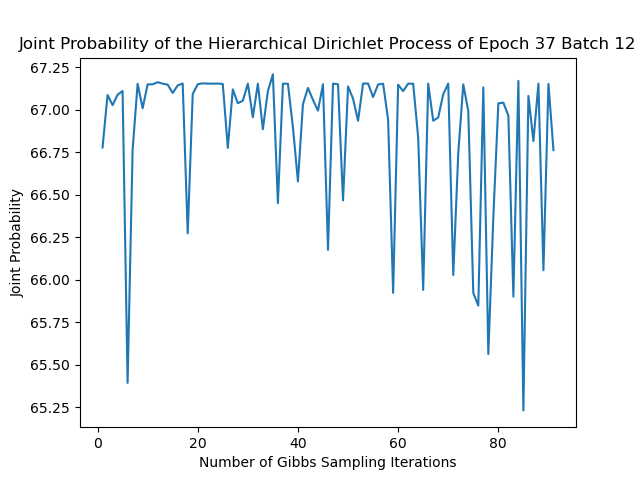 Joint Probability of the Hierarchical Dirichlet Process of Epoch 37 Batch 12
67.25
67.00
66.75
66.50
66.25
66.00
65.75
65.50
65.25
Joint Probability
0 20 40 60 80
Number of Gibbs Sampling Iterations